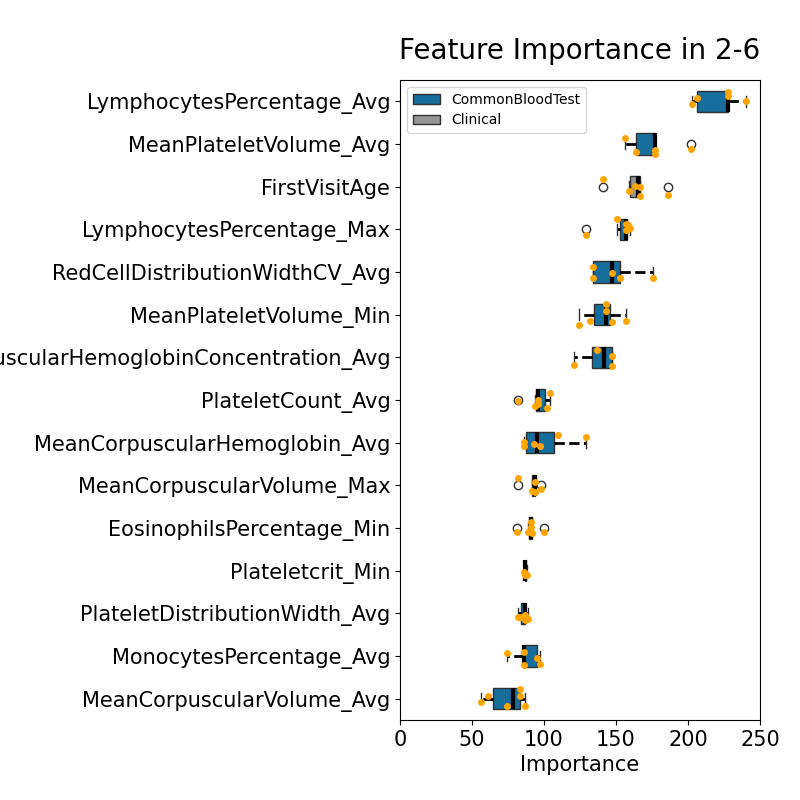 Feature Importance in 2-6
CommonBloodTest
Clinical
LymphocytesPercentage_Avg
MeanPlateletVolume_Avg
FirstVisitAge
LymphocytesPercentage_Max
RedCellDistributionWidthCV_Avg
MeanPlateletVolume_Min
uscularHemoglobinConcentration_Avg
PlateletCount_Avg
MeanCorpuscularHemoglobin_Avg
MeanCorpuscularVolume_Max
EosinophilsPercentage_Min
Plateletcrit_Min
PlateletDistributionWidth_Avg
MonocytesPercentage_Avg
MeanCorpuscularVolume_Avg
0 50 100 150 200 250
Importance